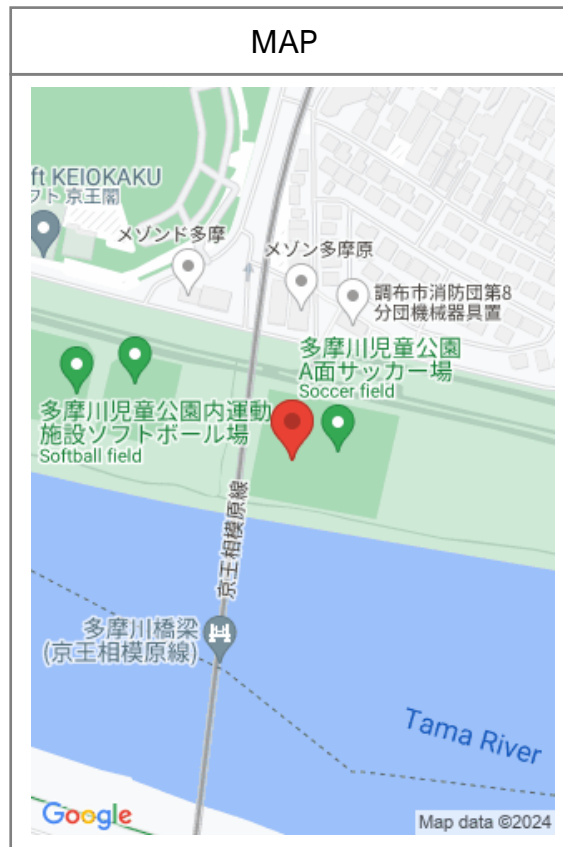 MAP
ft KEIOKAKU
フト京王閣
メゾンド多摩
メゾン多摩原
調布市消防団第8
分団機械器具置
多摩川児童公園
A面サッカー場
Soccer field
多摩川児童公園内運動
施設ソフトボール場
Softball field
京王相模原線
多摩川橋梁
(京王相模原線)
Tama River
Google
Map data ©2024